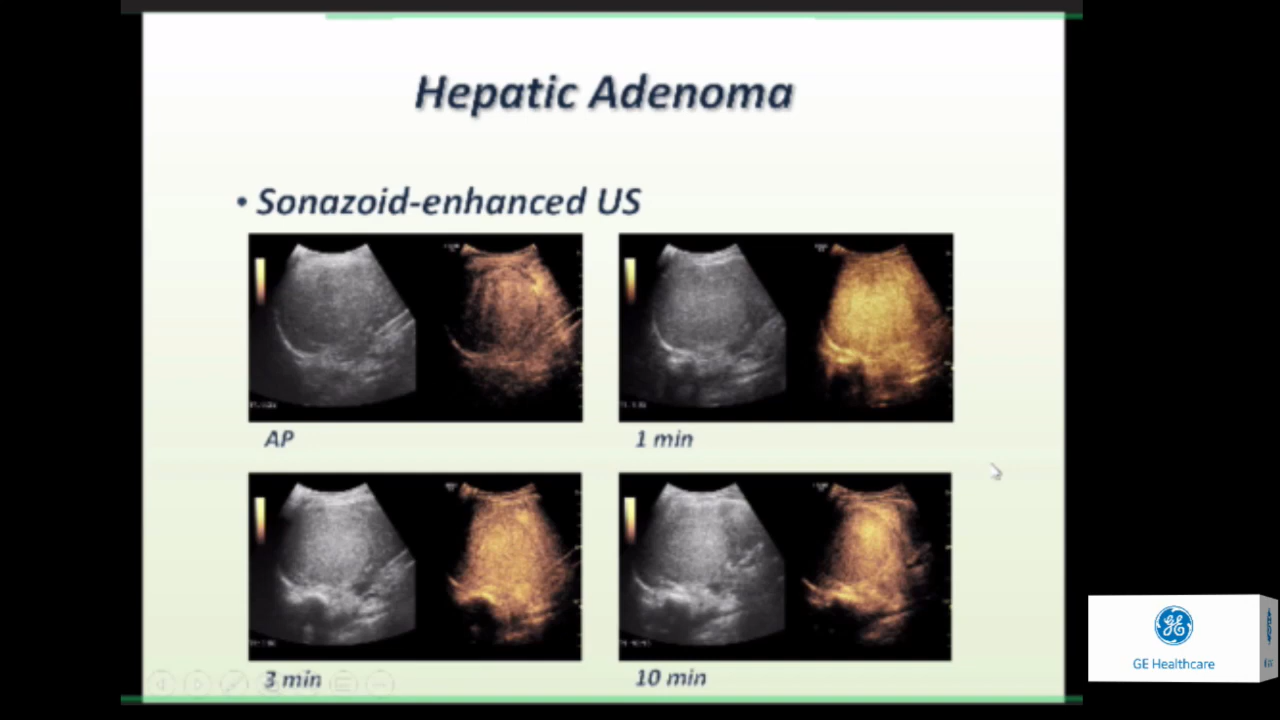 Hepatic Adenoma
• Sonazoid-enhanced US
AP
1 min
3 min
10 min
GE Healthcare